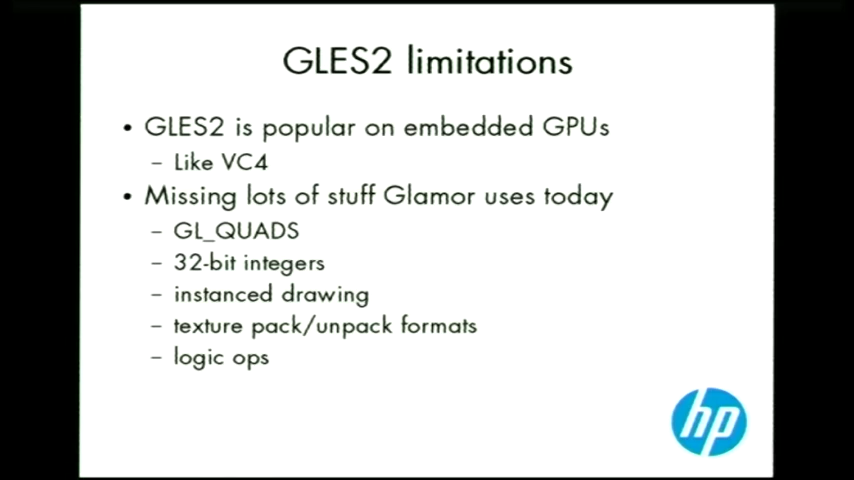 GLES2 limitations
• GLES2 is popular on embedded GPUs
– Like VC4
• Missing lots of stuff Glamor uses today
– GL_QUADS
– 32-bit integers
– instanced drawing
– texture pack/unpack formats
– logic ops
hp